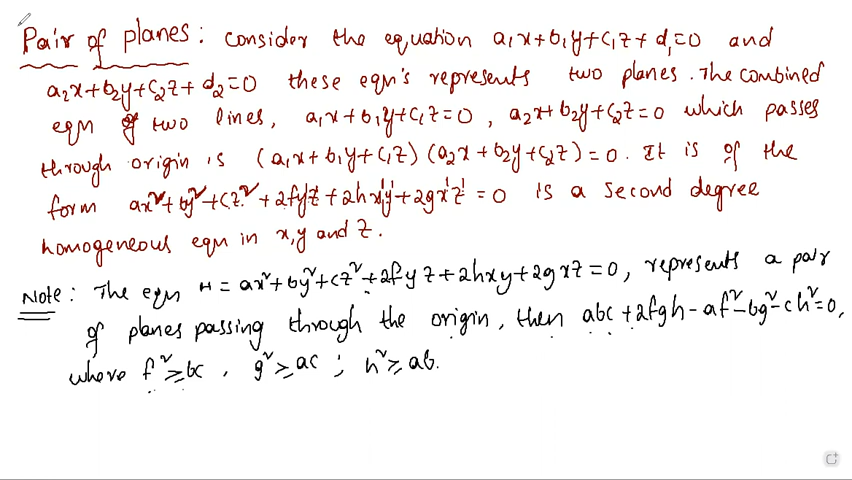 Pair of planes: consider the equation a₁x+b₁y+c₁z+d₁=0 and
a₂x+b₂y+c₂z+d₂=0 these eqn's represents two planes. The combined
eqn of two lines, a₁x+b₁y+c₁z=0, a₂x+b₂y+c₂z=0 which passes
through origin is (a₁x+b₁y+c₁z)(a₂x+b₂y+c₂z)=0. It is of the
form ax²+by²+cz²+2fyz+2hxy+2gxz=0 is a second degree
homogeneous eqn in x,y and z.
Note: The eqn H=ax²+by²+cz²+2fyz+2hxy+2gxz=0, represents a pair
of planes passing through the origin, then abc+2fgh-af²-bg²-ch²=0,
where f²≥bc, g²≥ac; h²≥ab.